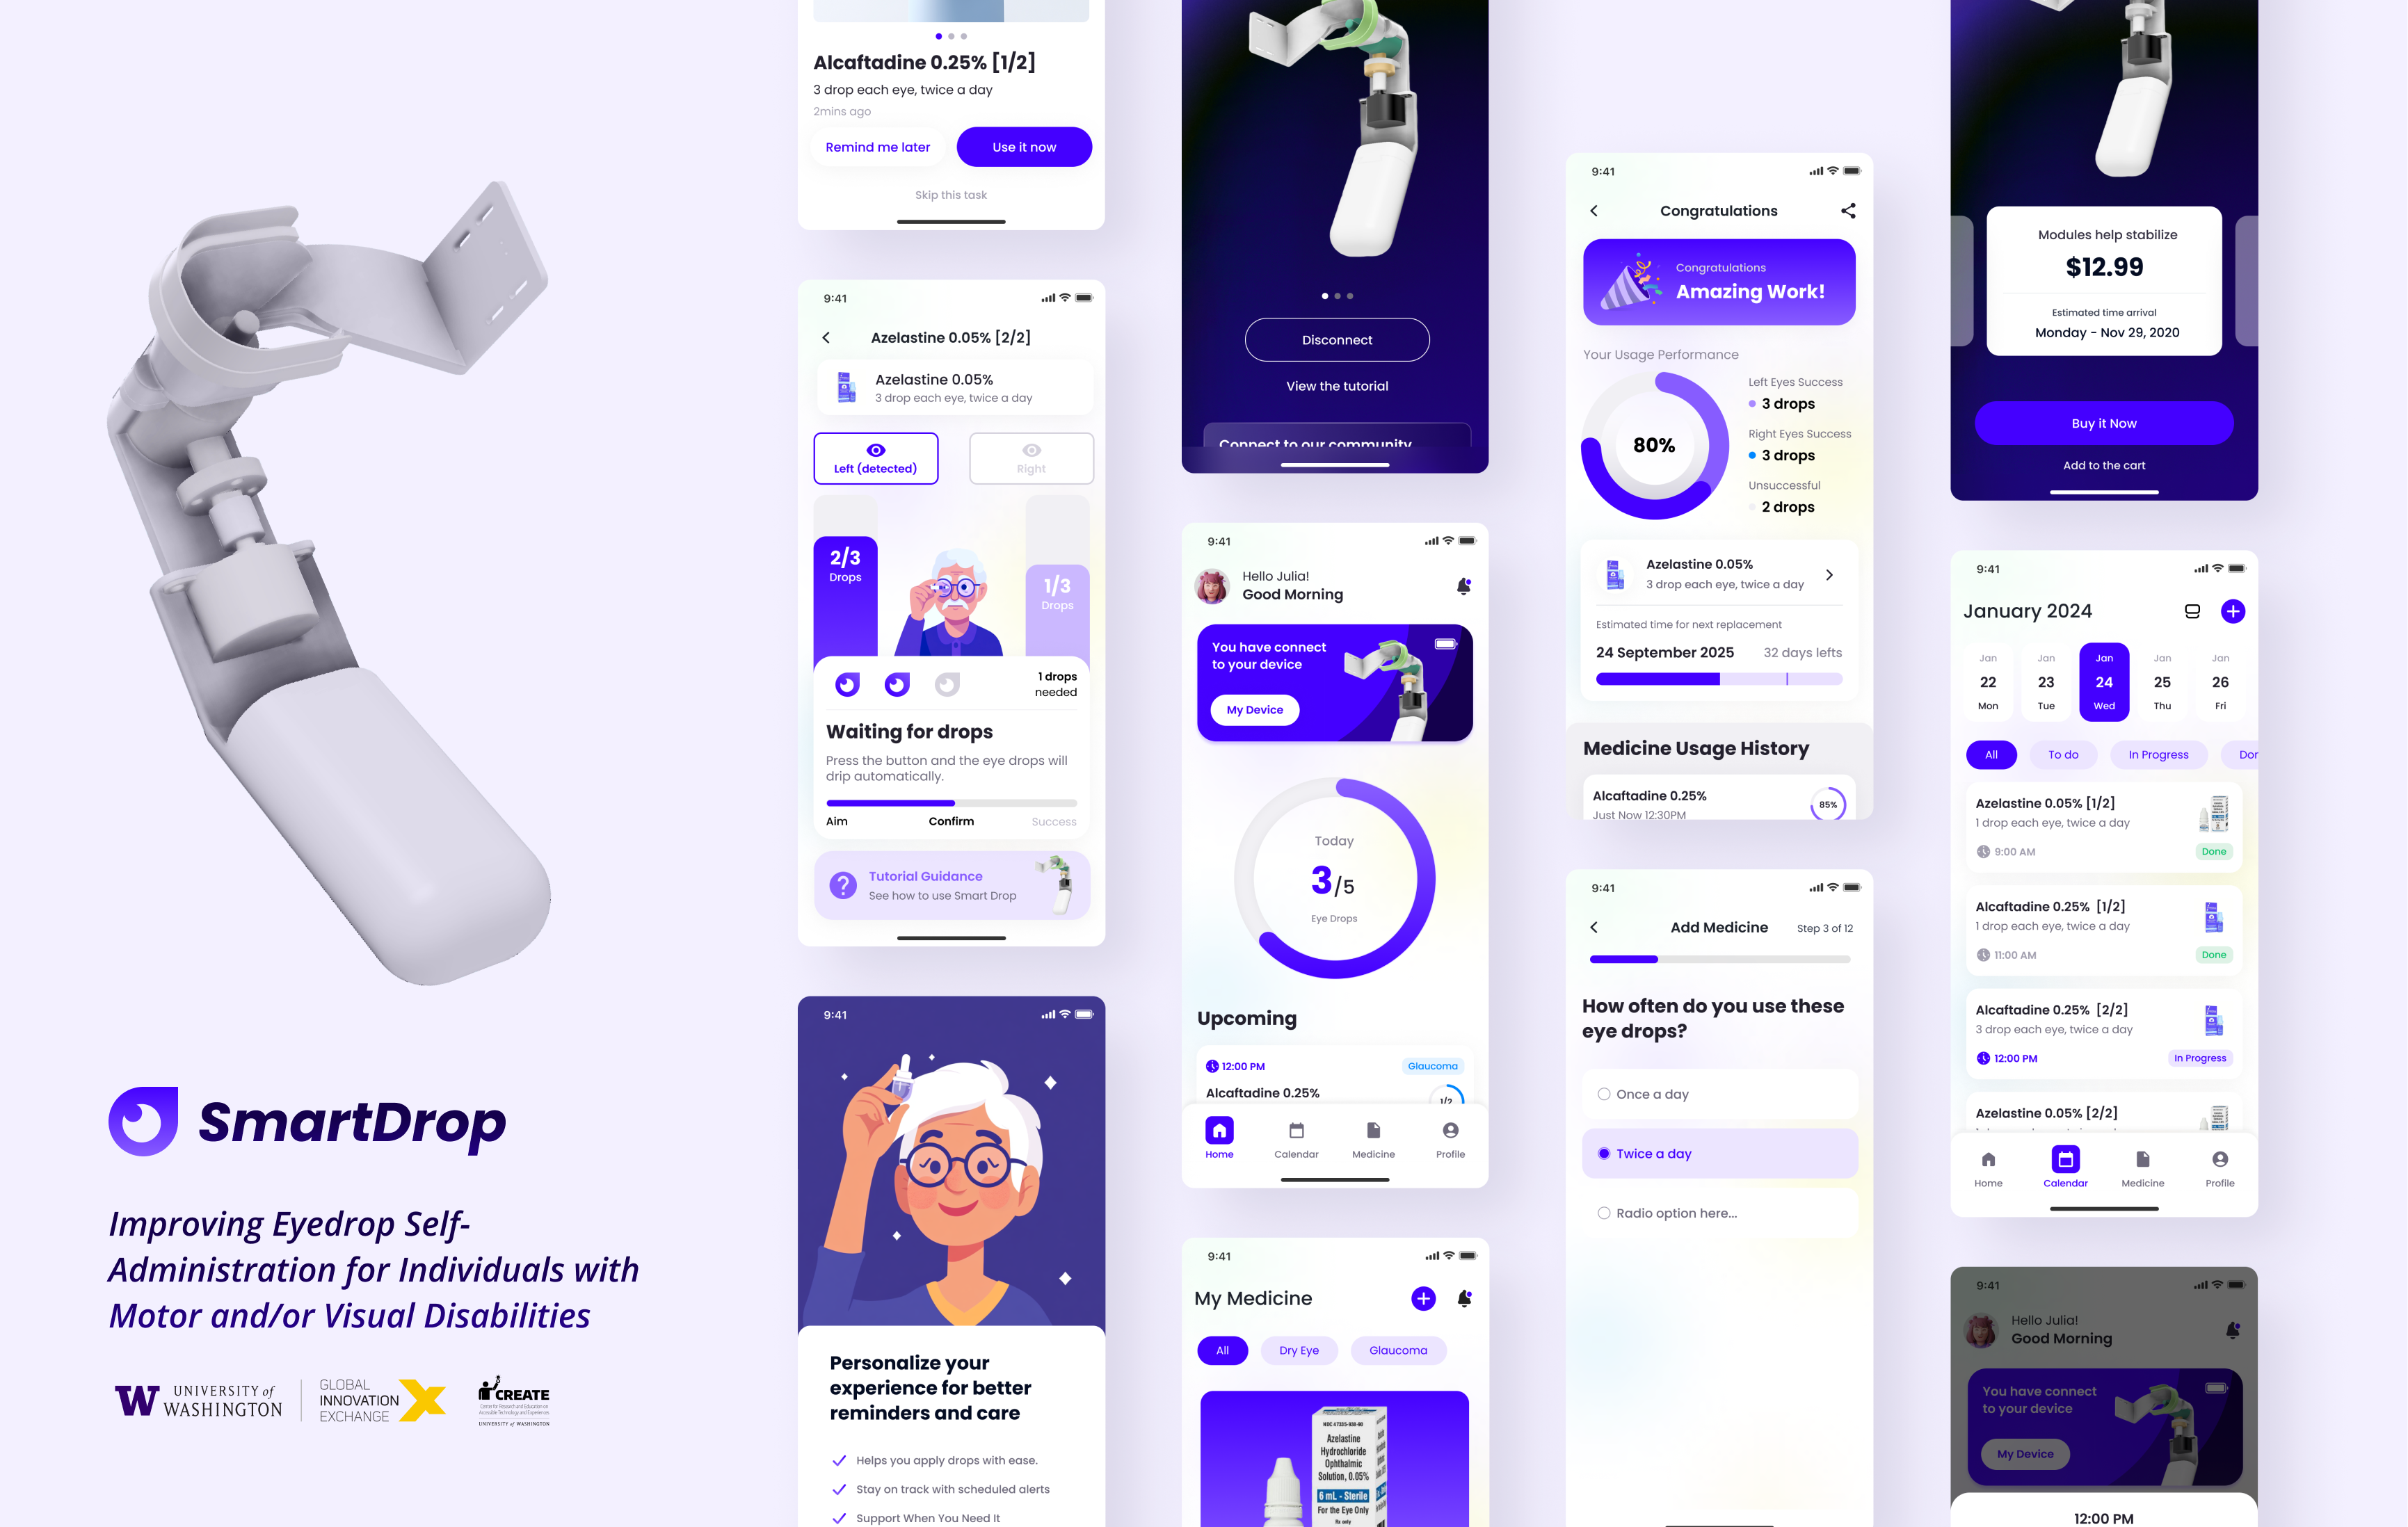 SmartDrop
Improving Eyedrop Self-
Administration for Individuals with
Motor and/or Visual Disabilities
W
UNIVERSITY of
WASHINGTON
GLOBAL
INNOVATION
EXCHANGE
CREATE
Center for Research and Education on
Accessible Technology and Experiences
UNIVERSITY of WASHINGTON
Alcaftadine 0.25% [1/2]
3 drop each eye, twice a day
2mins ago
Remind me later
Use it now
Skip this task
9:41
Azelastine 0.05% [2/2]
Azelastine 0.05%
3 drop each eye, twice a day
Left (detected)
Right
2/3
Drops
1/3
Drops
1 drops
needed
Waiting for drops
Press the button and the eye drops will
drip automatically.
Aim
Confirm
Success
Tutorial Guidance
See how to use Smart Drop
9:41
Personalize your
experience for better
reminders and care
Helps you apply drops with ease.
Stay on track with scheduled alerts
Support When You Need It
Disconnect
View the tutorial
Connect to our community
9:41
Hello Julia!
Good Morning
You have connect
to your device
My Device
Today
3/5
Eye Drops
Upcoming
12:00 PM
Glaucoma
Alcaftadine 0.25%
1/2
Home
Calendar
Medicine
Profile
9:41
My Medicine
All
Dry Eye
Glaucoma
Azelastine
Hydrochloride
Ophthalmic
Solution, 0.05%
6 mL - Sterile
For the Eye Only
Rx only
9:41
Congratulations
Congratulations
Amazing Work!
Your Usage Performance
80%
Left Eyes Success
3 drops
Right Eyes Success
3 drops
Unsuccessful
2 drops
Azelastine 0.05%
3 drop each eye, twice a day
Estimated time for next replacement
24 September 2025
32 days lefts
Medicine Usage History
Alcaftadine 0.25%
Just Now 12:30PM
85%
9:41
Add Medicine
Step 3 of 12
How often do you use these
eye drops?
Once a day
Twice a day
Radio option here...
Modules help stabilize
$12.99
Estimated time arrival
Monday - Nov 29, 2020
Buy it Now
Add to the cart
9:41
January 2024
Jan
22
Mon
Jan
23
Tue
Jan
24
Wed
Jan
25
Thu
Jan
26
Fri
All
To do
In Progress
Azelastine 0.05% [1/2]
1 drop each eye, twice a day
9:00 AM
Done
Alcaftadine 0.25% [1/2]
1 drop each eye, twice a day
11:00 AM
Done
Alcaftadine 0.25% [2/2]
3 drop each eye, twice a day
12:00 PM
In Progress
Azelastine 0.05% [2/2]
Home
Calendar
Medicine
Profile
9:41
Hello Julia!
Good Morning
You have connect
to your device
My Device
12:00 PM